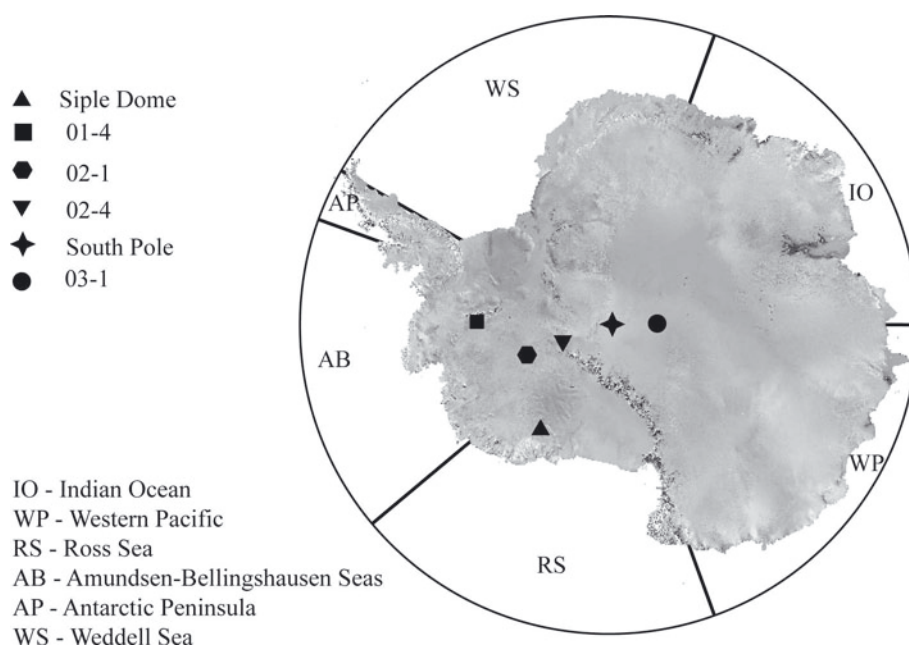 Siple Dome
01-4
02-1
02-4
South Pole
03-1
WS
AP
IO
AB
WP
RS
IO - Indian Ocean
WP - Western Pacific
RS - Ross Sea
AB - Amundsen-Bellingshausen Seas
AP - Antarctic Peninsula
WS - Weddell Sea